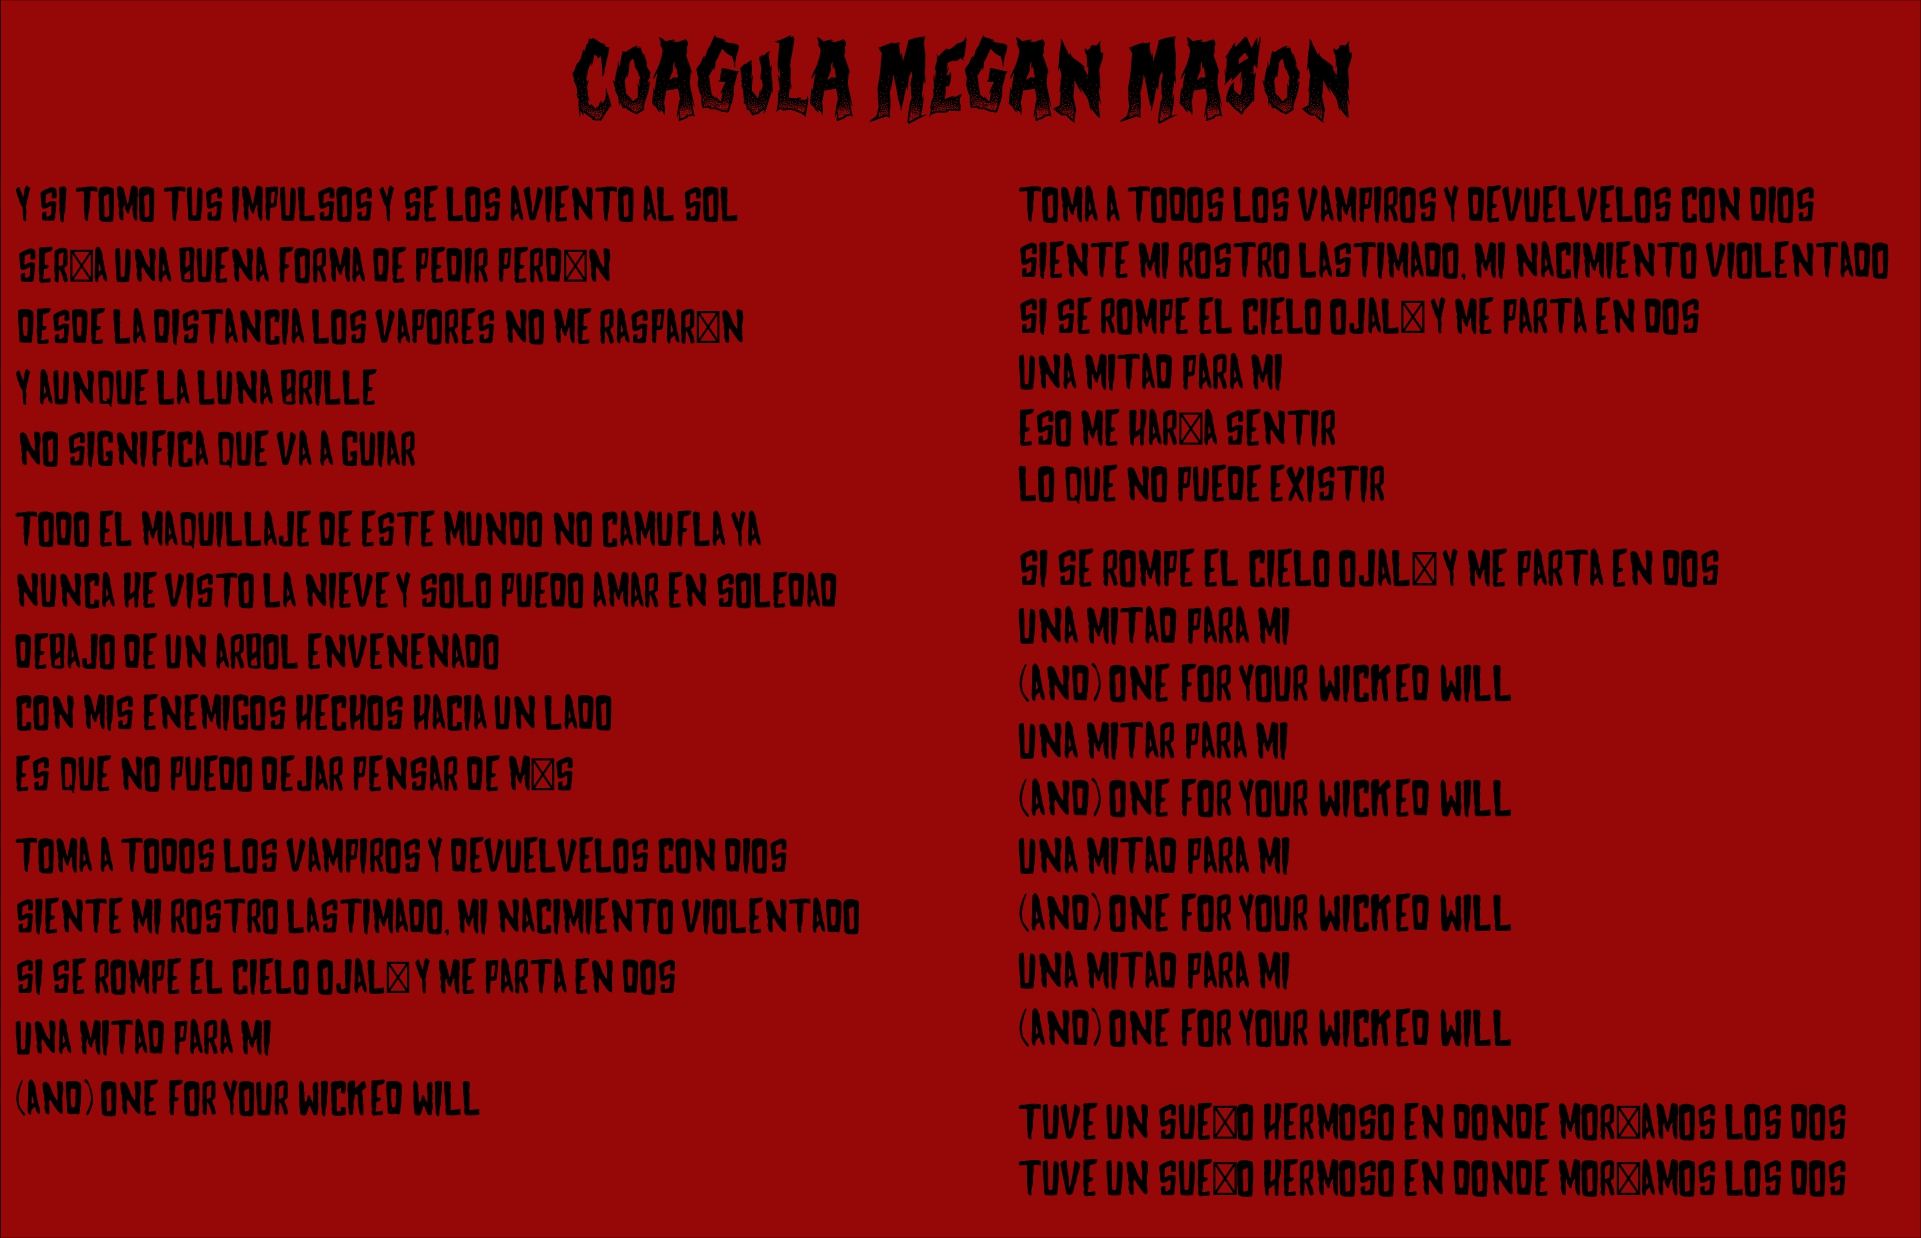 COAGULA MEGAN MASON
Y SI TOMO TUS IMPULSOS Y SE LOS AVIENTO AL SOL
SER☒A UNA BUENA FORMA DE PEDIR PERD☒N
DESDE LA DISTANCIA LOS VAPORES NO ME RASPAR☒N
Y AUNQUE LA LUNA BRILLE
NO SIGNIFICA QUE VA A GUIAR
TODO EL MAQUILLAJE DE ESTE MUNDO NO CAMUFLA YA
NUNCA HE VISTO LA NIEVE Y SOLO PUEDO AMAR EN SOLEDAD
DEBAJO DE UN ARBOL ENVENENADO
CON MIS ENEMIGOS HECHOS HACIA UN LADO
ES QUE NO PUEDO DEJAR PENSAR DE M☒S
TOMA A TODOS LOS VAMPIROS Y DEVUELVELOS CON DIOS
SIENTE MI ROSTRO LASTIMADO, MI NACIMIENTO VIOLENTADO
SI SE ROMPE EL CIELO OJAL☒ Y ME PARTA EN DOS
UNA MITAD PARA MI
(AND) ONE FOR YOUR WICKED WILL
TOMA A TODOS LOS VAMPIROS Y DEVUELVELOS CON DIOS
SIENTE MI ROSTRO LASTIMADO, MI NACIMIENTO VIOLENTADO
SI SE ROMPE EL CIELO OJAL☒ Y ME PARTA EN DOS
UNA MITAD PARA MI
ESO ME HAR☒A SENTIR
LO QUE NO PUEDE EXISTIR
SI SE ROMPE EL CIELO OJAL☒ Y ME PARTA EN DOS
UNA MITAD PARA MI
(AND) ONE FOR YOUR WICKED WILL
UNA MITAR PARA MI
(AND) ONE FOR YOUR WICKED WILL
UNA MITAD PARA MI
(AND) ONE FOR YOUR WICKED WILL
UNA MITAD PARA MI
(AND) ONE FOR YOUR WICKED WILL
TUVE UN SUE☒O HERMOSO EN DONDE MOR☒AMOS LOS DOS
TUVE UN SUE☒O HERMOSO EN DONDE MOR☒AMOS LOS DOS